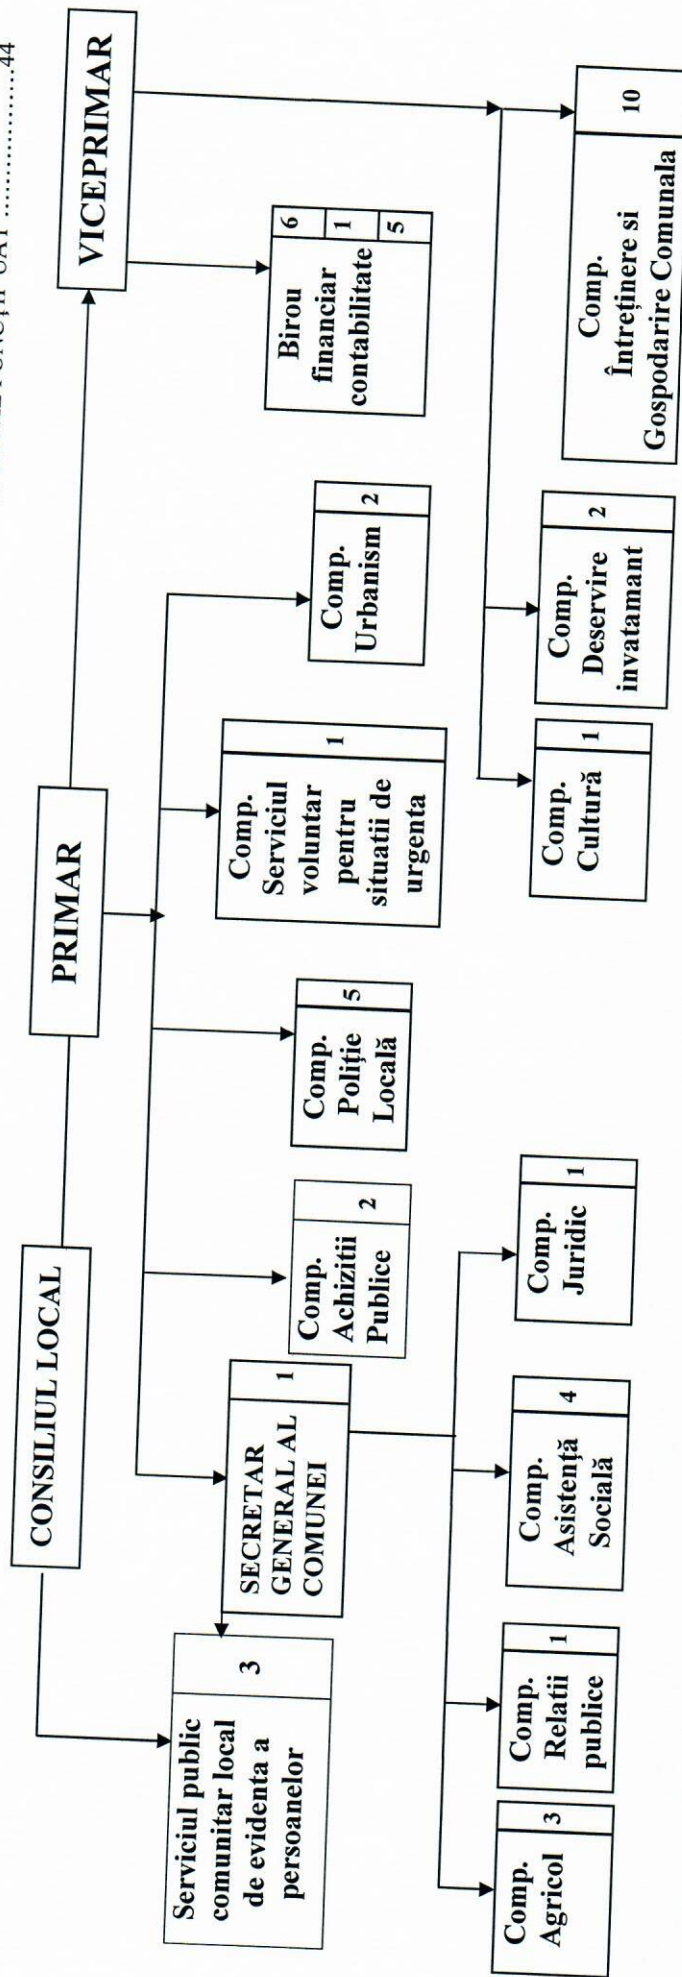 FUNCȚII UAT ..................44
CONSILIUL LOCAL
PRIMAR
VICEPRIMAR
Serviciul public
comunitar local
de evidenta a
persoanelor
3
SECRETAR
GENERAL AL
COMUNEI
1
Comp.
Achizitii
Publice
2
Comp.
Poliție
Locală
5
Comp.
Serviciul
voluntar
pentru
situatii de
urgenta
1
Comp.
Urbanism
2
Birou
financiar
contabilitate
6
1
5
Comp.
Agricol
3
Comp.
Relatii
publice
1
Comp.
Asistență
Socială
4
Comp.
Juridic
1
Comp.
Cultură
1
Comp.
Deservire
invatamant
2
Comp.
Întreținere si
Gospodarire Comunala
10